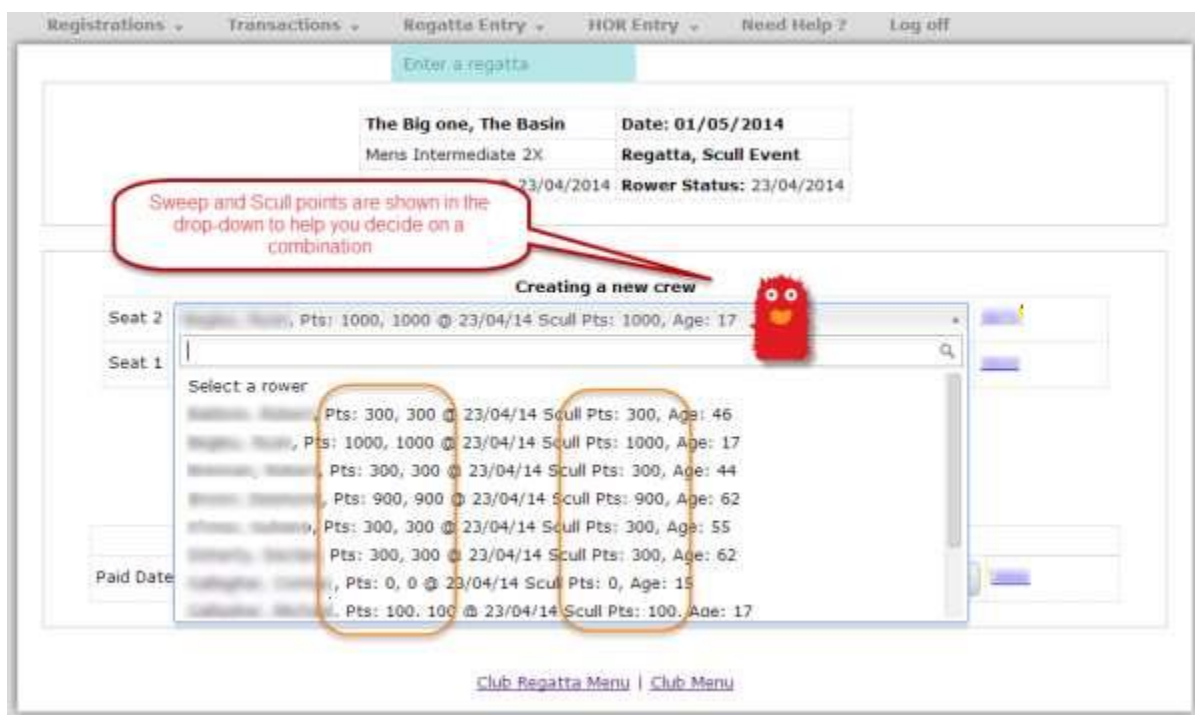 Registrations Transactions Regatta Entry HOR Entry Need Help ? Log off
Enter a regatta
The Big one, The Basin Date: 01/05/2014
Mens Intermediate 2X Regatta, Scull Event
23/04/2014 Rower Status: 23/04/2014
Sweep and Scull points are shown in the
drop-down to help you decide on a
combination
Creating a new crew
Seat 2 , Pts: 1000, 1000 @ 23/04/14 Scull Pts: 1000, Age: 17
Seat 1
Select a rower
, Pts: 300, 300 @ 23/04/14 Scull Pts: 300, Age: 46
, Pts: 1000, 1000 @ 23/04/14 Scull Pts: 1000, Age: 17
, Pts: 300, 300 @ 23/04/14 Scull Pts: 300, Age: 44
, Pts: 900, 900 @ 23/04/14 Scull Pts: 900, Age: 62
, Pts: 300, 300 @ 23/04/14 Scull Pts: 300, Age: 55
Pts: 300, 300 @ 23/04/14 Scull Pts: 300, Age: 62
Paid Date , Pts: 0, 0 @ 23/04/14 Scull Pts: 0, Age: 15
, Pts: 100, 100 @ 23/04/14 Scull Pts: 100, Age: 17
Club Regatta Menu | Club Menu